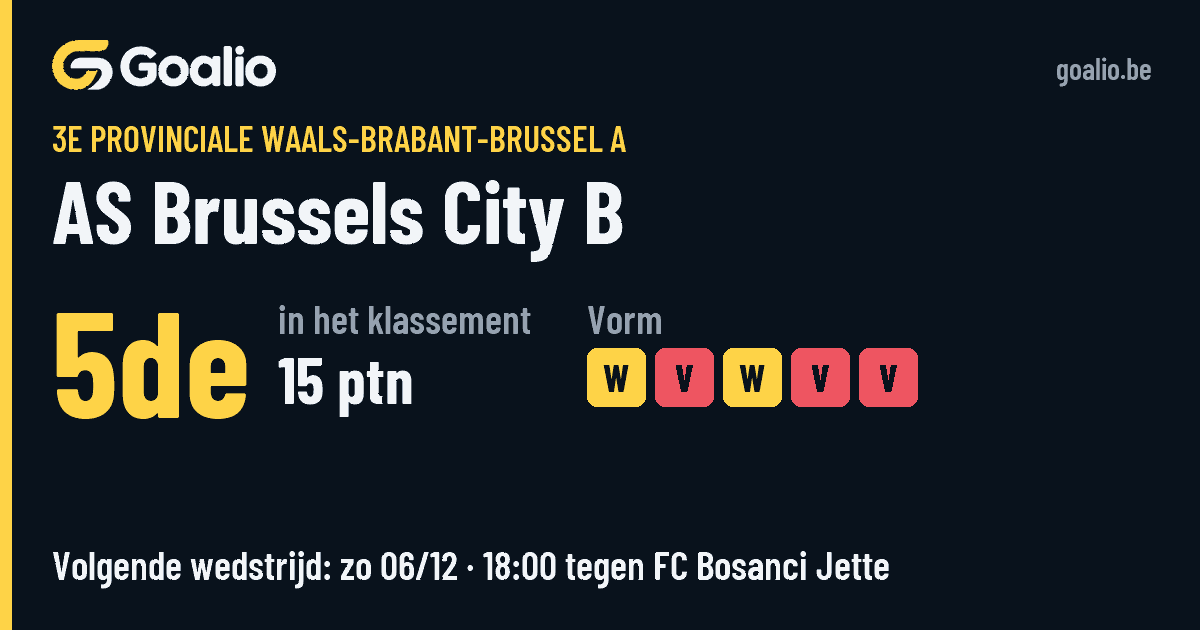 Goalio
goalio.be
3E PROVINCIALE WAALS-BRABANT-BRUSSEL A
AS Brussels City B
5de
in het klassement
15 ptn
Vorm
W V W V V
Volgende wedstrijd: zo 06/12 · 18:00 tegen FC Bosanci Jette